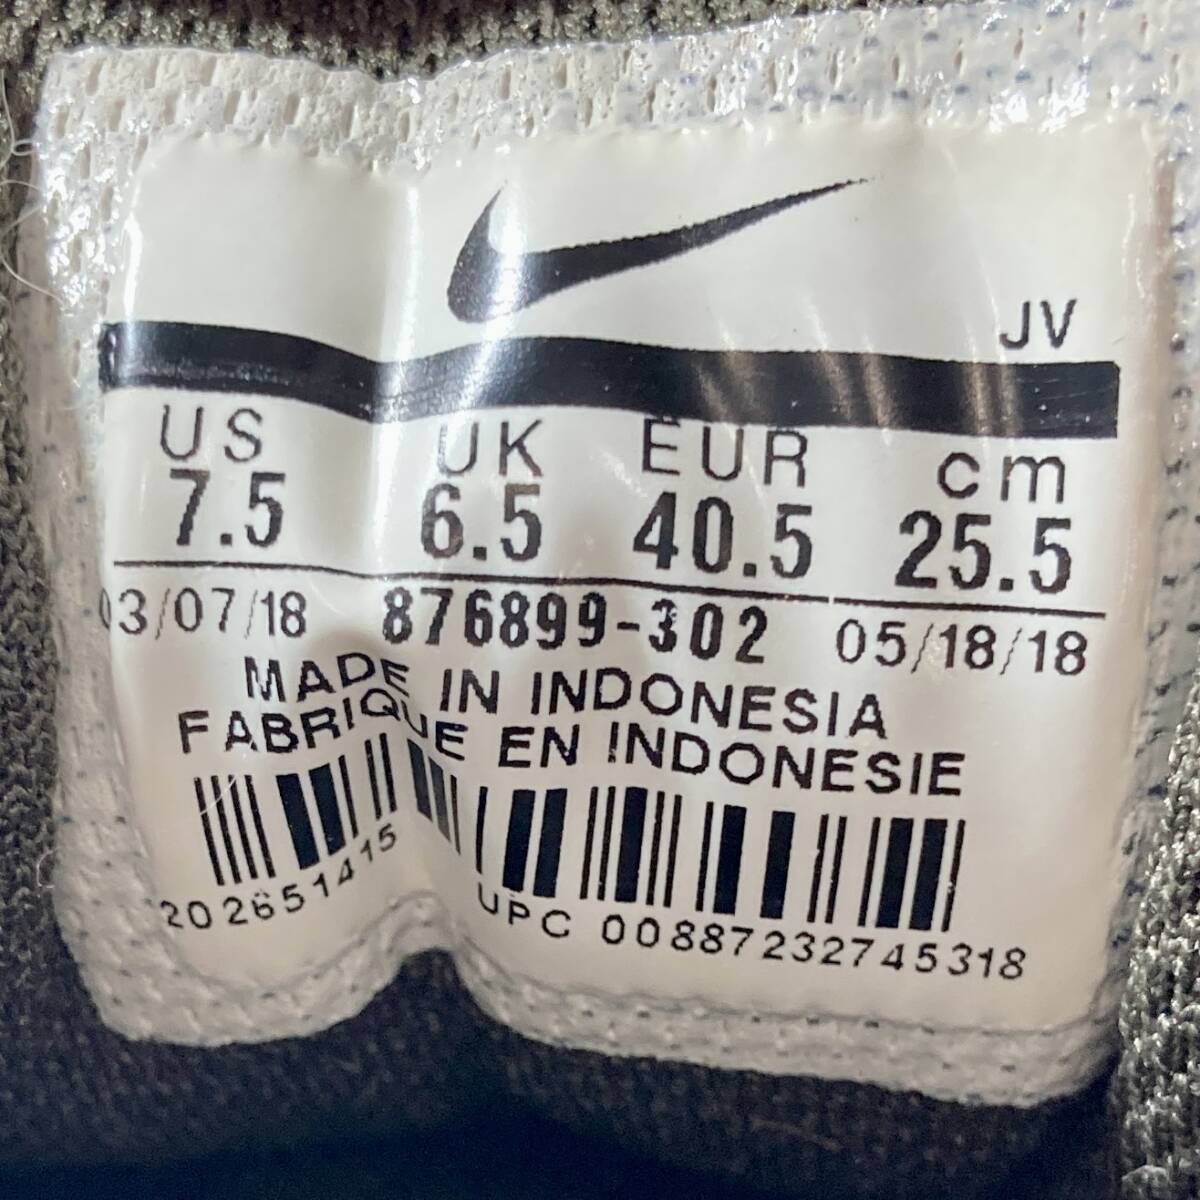 JV
US UK EUR cm
7.5 6.5 40.5 25.5
03/07/18 876899-302 05/18/18
MADE IN INDONESIA
FABRIQUE EN INDONESIE
202651415 UPC 00887232745318